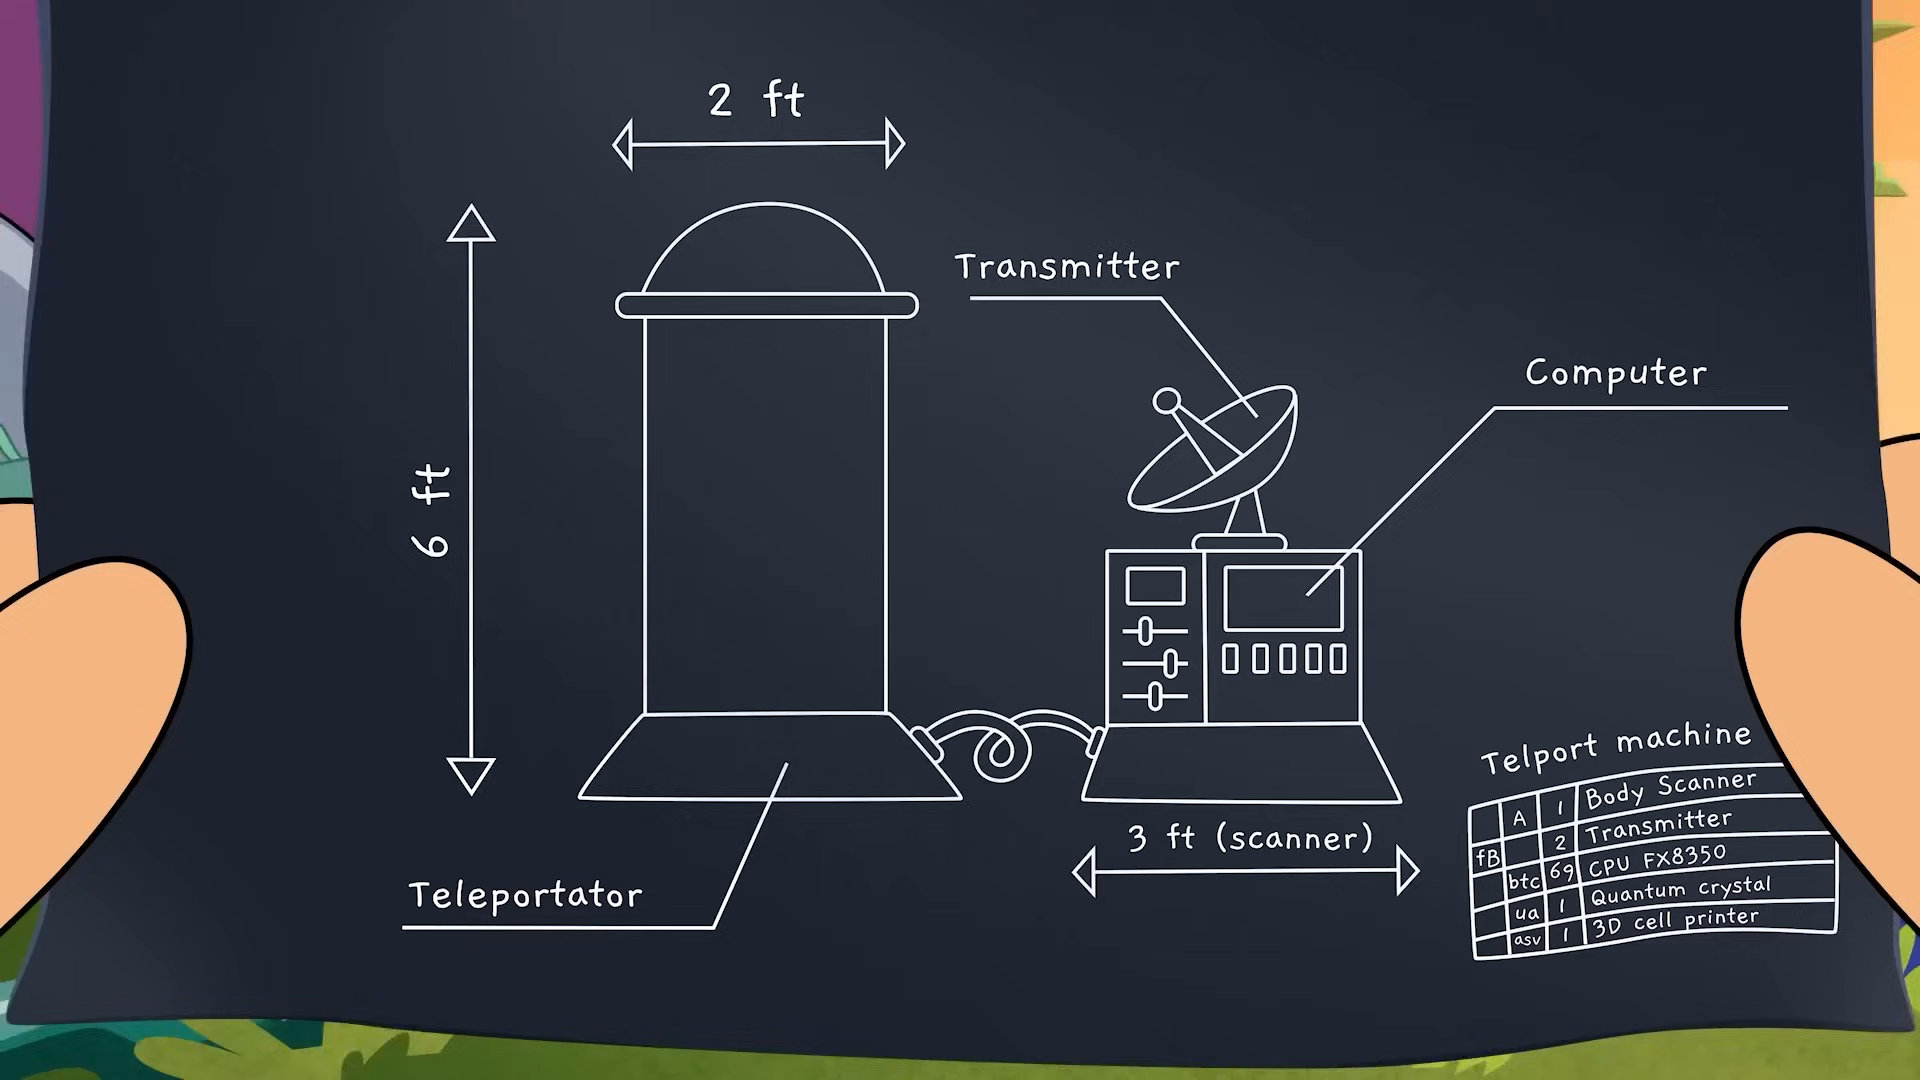 2 ft
Transmitter
Computer
6 ft
Telport machine
A 1 Body Scanner
fB 2 Transmitter
btc 69 CPU FX8350
ua 1 Quantum crystal
asv 1 3D cell printer
3 ft (scanner)
Teleportator